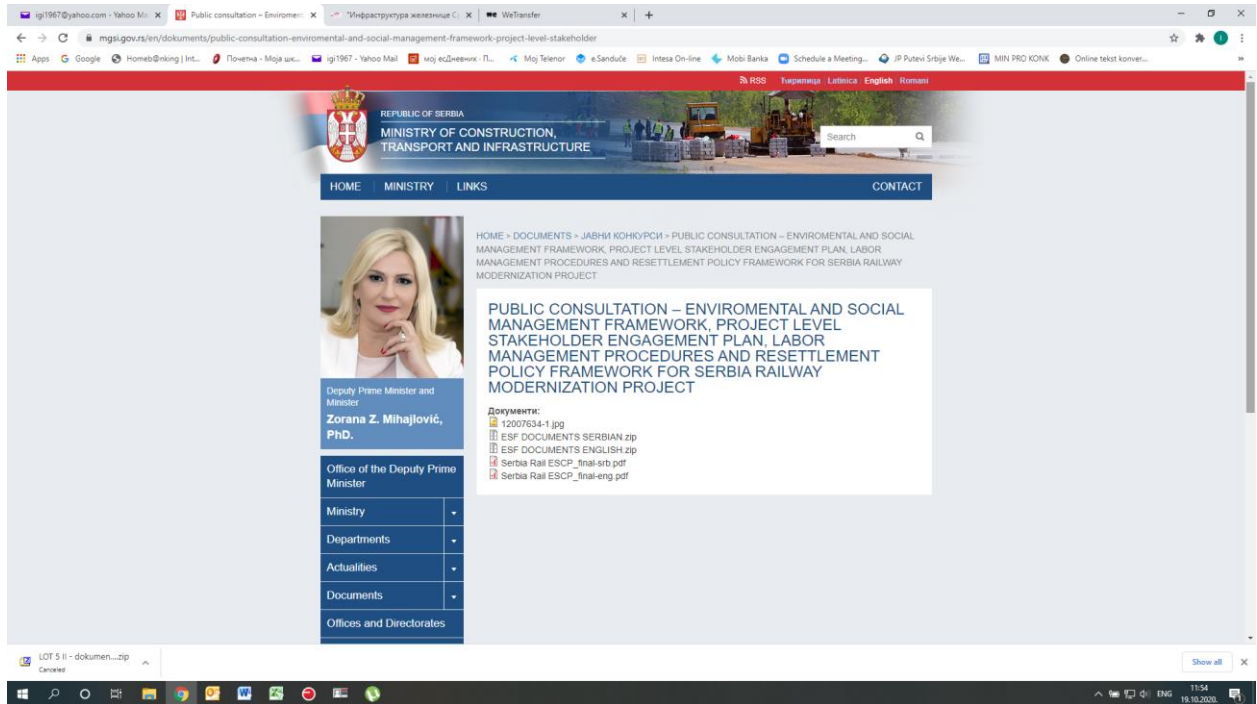 igi1967@yahoo.com - Yahoo Ma
Public consultation – Enviroment
"Инфраструктура железнице С
WeTransfer
mgsi.gov.rs/en/dokuments/public-consultation-enviromental-and-social-management-framework-project-level-stakeholder
Apps
Google
Homeb@nking | Int...
Почетна - Моја шк...
igi1967 - Yahoo Mail
мој есДневник - П...
Moj Telenor
e.Sanduče
Intesa On-line
Mobi Banka
Schedule a Meeting...
JP Putevi Srbije We...
MIN PRO KONK
Online tekst konver...
RSS Ћирилица Latinica English Romani
REPUBLIC OF SERBIA
MINISTRY OF CONSTRUCTION,
TRANSPORT AND INFRASTRUCTURE
Search
HOME MINISTRY LINKS CONTACT
HOME » DOCUMENTS » ЈАВНИ КОНКУРСИ » PUBLIC CONSULTATION – ENVIROMENTAL AND SOCIAL
MANAGEMENT FRAMEWORK, PROJECT LEVEL STAKEHOLDER ENGAGEMENT PLAN, LABOR
MANAGEMENT PROCEDURES AND RESETTLEMENT POLICY FRAMEWORK FOR SERBIA RAILWAY
MODERNIZATION PROJECT
PUBLIC CONSULTATION – ENVIROMENTAL AND SOCIAL
MANAGEMENT FRAMEWORK, PROJECT LEVEL
STAKEHOLDER ENGAGEMENT PLAN, LABOR
MANAGEMENT PROCEDURES AND RESETTLEMENT
POLICY FRAMEWORK FOR SERBIA RAILWAY
MODERNIZATION PROJECT
Документи:
12007634-1.jpg
ESF DOCUMENTS SERBIAN.zip
ESF DOCUMENTS ENGLISH.zip
Serbia Rail ESCP_final-srb.pdf
Serbia Rail ESCP_final-eng.pdf
Deputy Prime Minister and
Minister
Zorana Z. Mihajlović,
PhD.
Office of the Deputy Prime
Minister
Ministry
Departments
Actualities
Documents
Offices and Directorates
LOT 5 II - dokumen....zip
Canceled
Show all
ENG
11:54
19.10.2020.